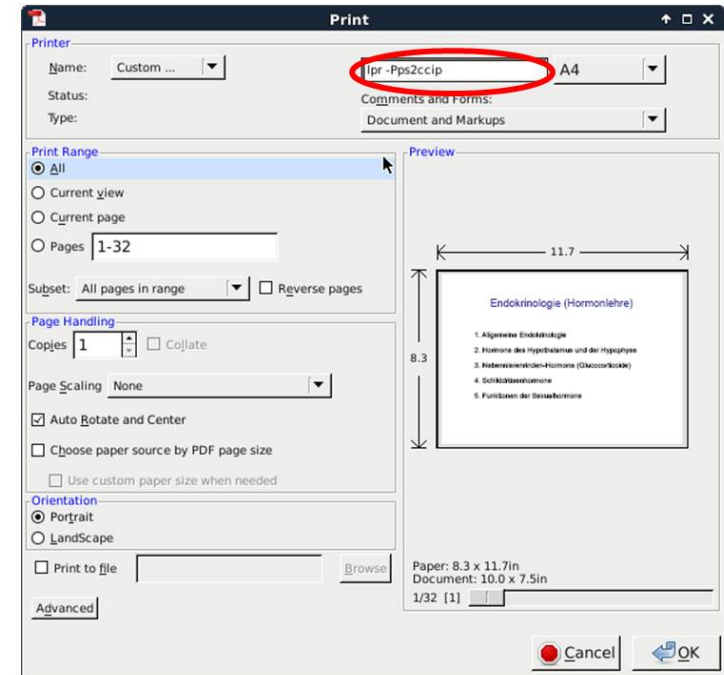 Print
Printer
Name: Custom ... lpr -Pps2ccip A4
Status: Comments and Forms:
Type: Document and Markups
Print Range
All
Current view
Current page
Pages 1-32
Subset: All pages in range Reverse pages
Page Handling
Copies 1 Collate
Page Scaling None
Auto Rotate and Center
Choose paper source by PDF page size
Use custom paper size when needed
Orientation
Portrait
LandScape
Print to file Browse
Advanced
Preview
11.7
8.3
Endokrinologie (Hormonlehre)
1. Allgemeine Endokrinologie
2. Hormone des Hypothalamus und der Hypophyse
3. Nebennierenrinden-Hormone (Glucocorticoide)
4. Schilddrüsenhormone
5. Funktionen der Sexualhormone
Paper: 8.3 x 11.7in
Document: 10.0 x 7.5in
1/32 [1]
Cancel OK